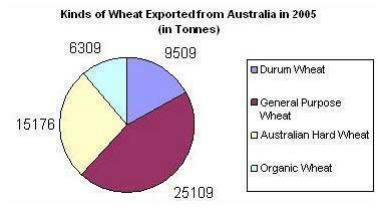 Kinds of Wheat Exported from Australia in 2005
(in Tonnes)
6309
9509
15176
25109
Durum Wheat
General Purpose
Wheat
Australian Hard Wheat
Organic Wheat